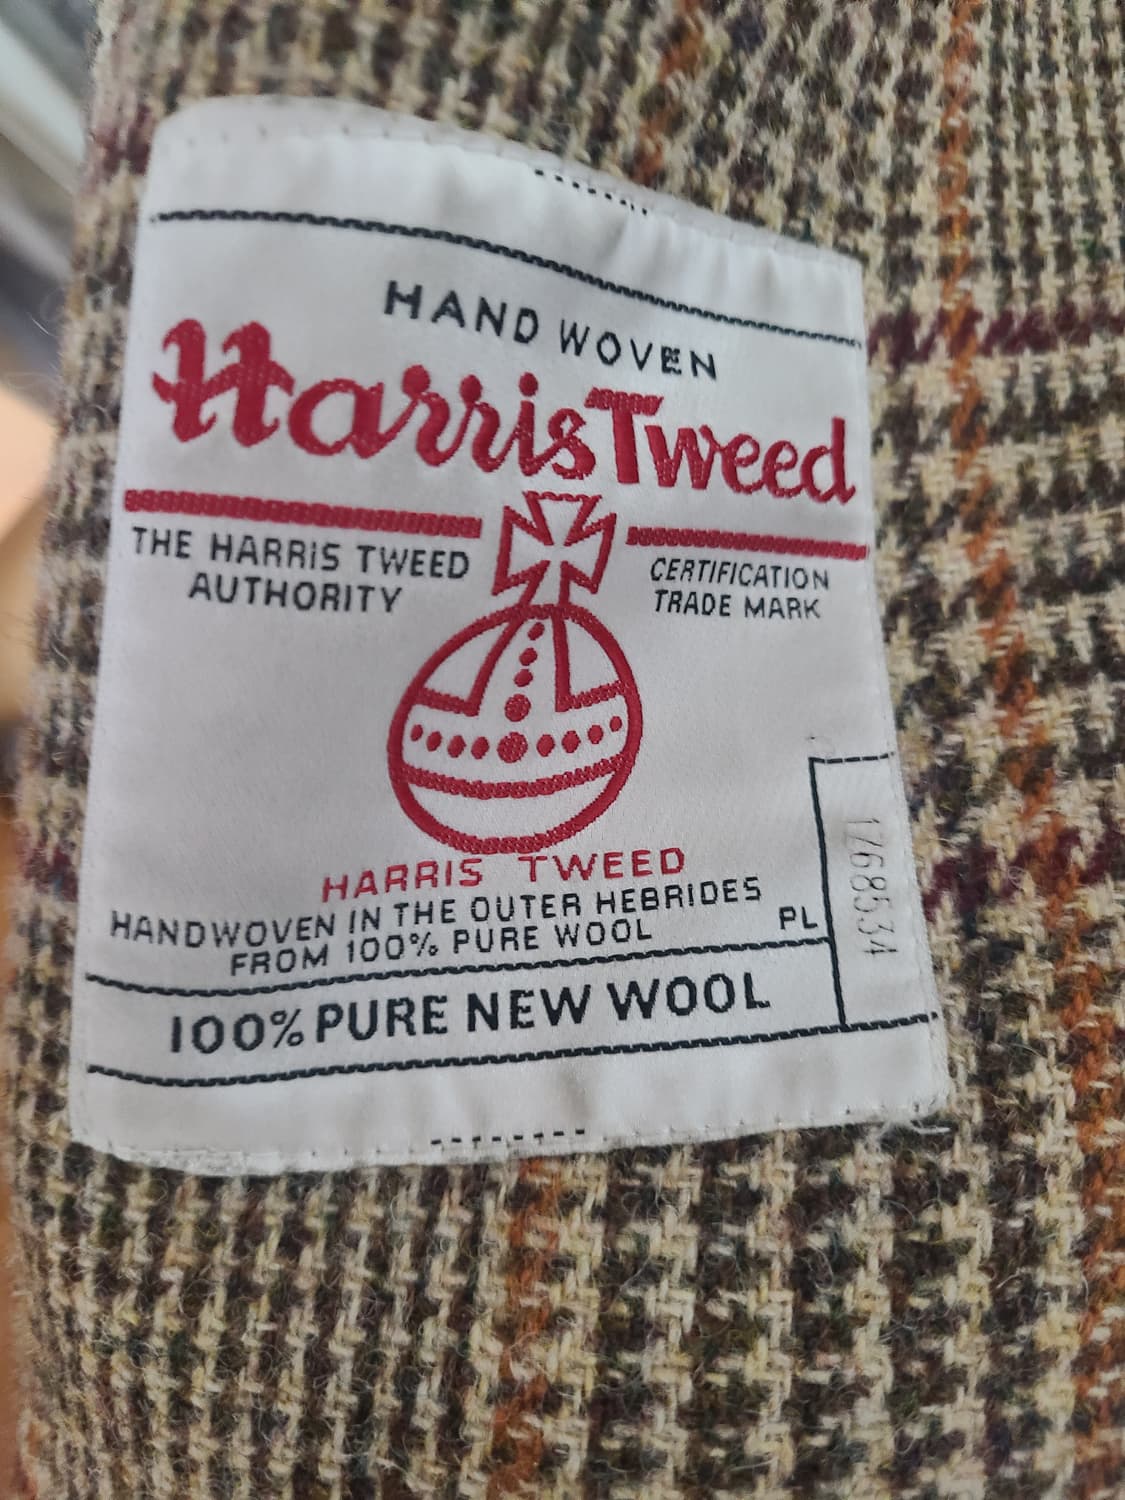 HAND WOVEN
Harris Tweed
THE HARRIS TWEED
AUTHORITY
CERTIFICATION
TRADE MARK
HARRIS TWEED
HANDWOVEN IN THE OUTER HEBRIDES
FROM 100% PURE WOOL
PL
1768534
100% PURE NEW WOOL